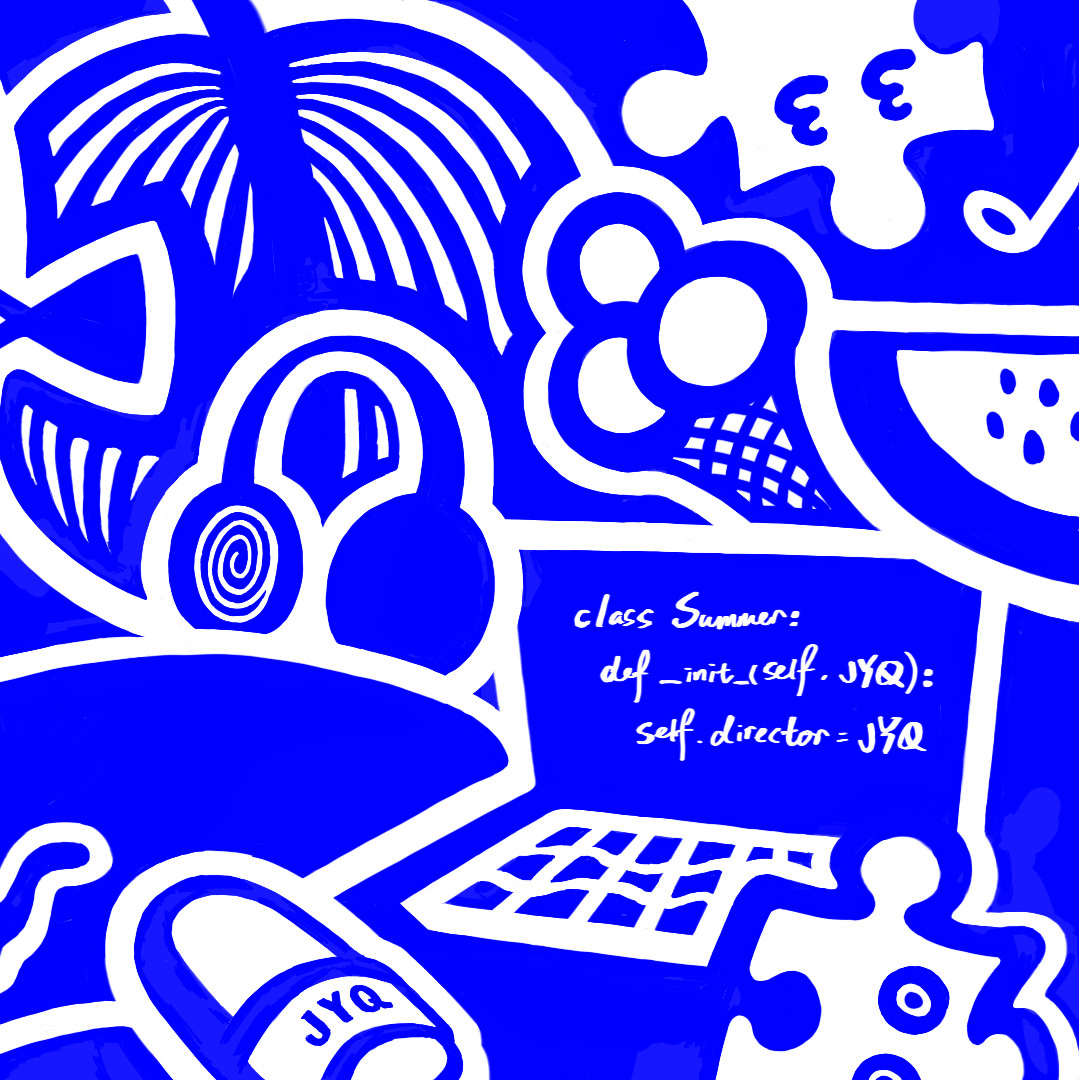 class Summer:
def _init_(self. JYQ):
self.director = JYQ
JYQ